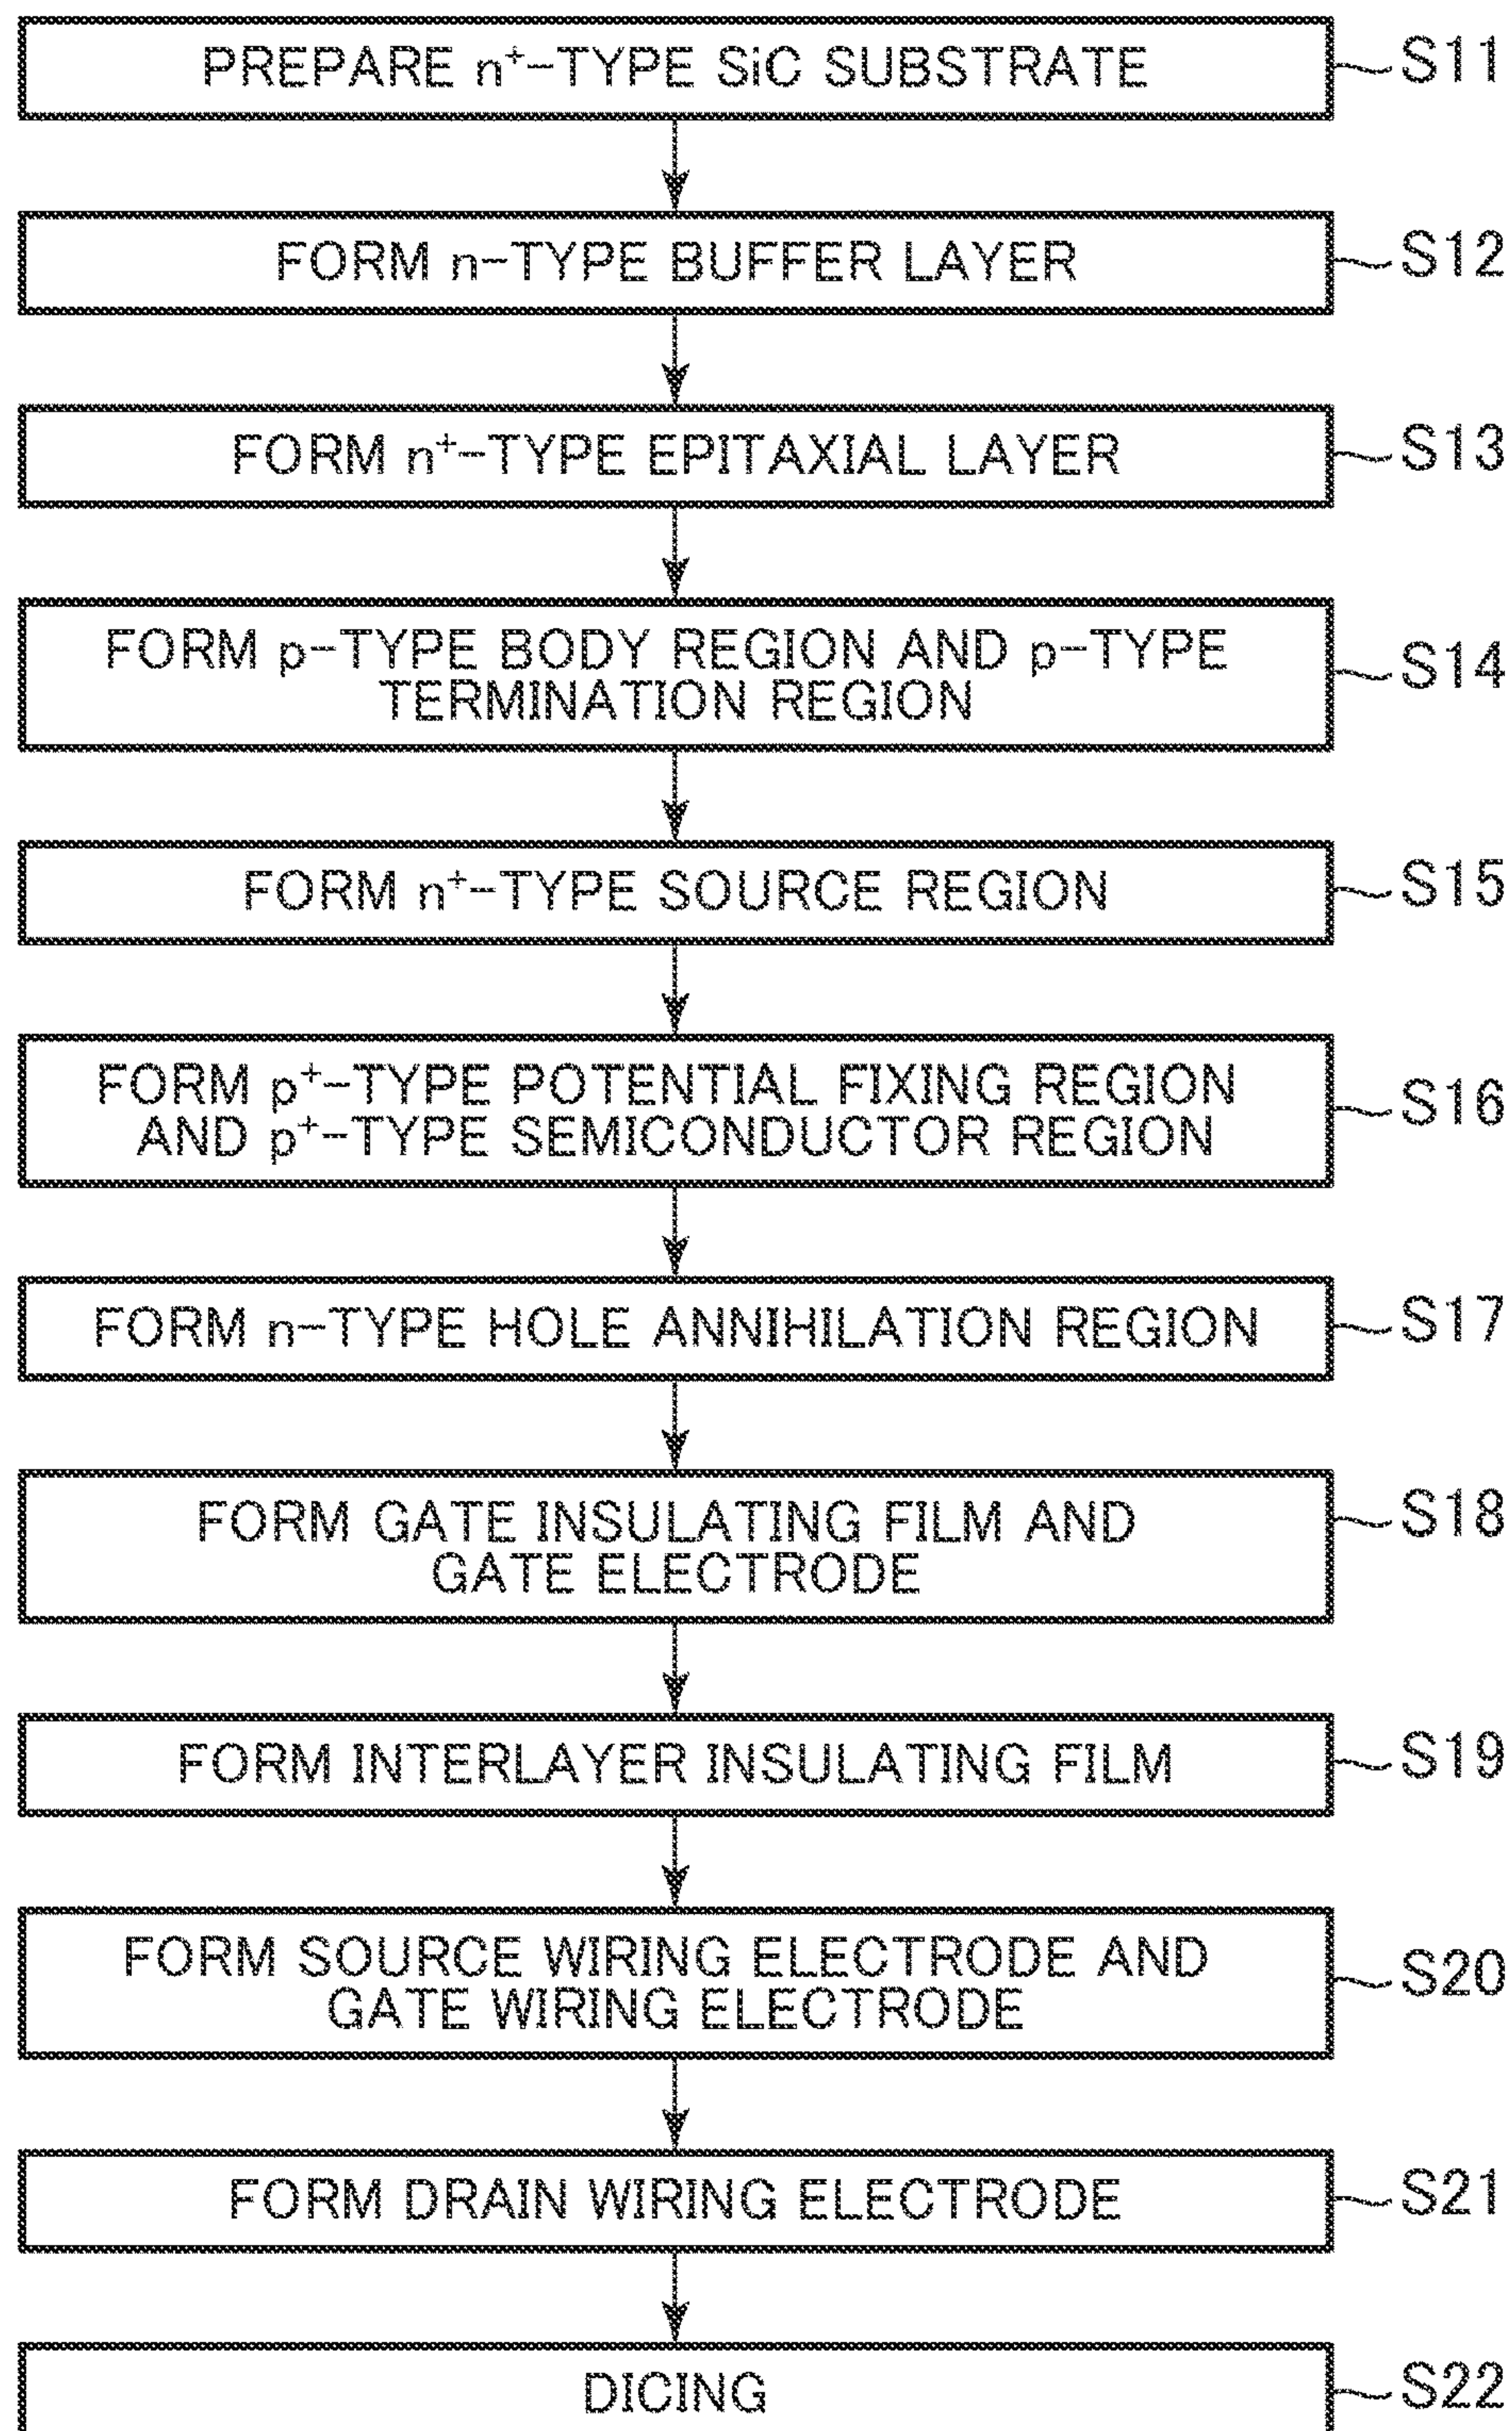 PREPARE n⁺-TYPE SiC SUBSTRATE
S11
FORM n-TYPE BUFFER LAYER
S12
FORM n⁺-TYPE EPITAXIAL LAYER
S13
FORM p-TYPE BODY REGION AND p-TYPE
TERMINATION REGION
S14
FORM n⁺-TYPE SOURCE REGION
S15
FORM p⁺-TYPE POTENTIAL FIXING REGION
AND p⁺-TYPE SEMICONDUCTOR REGION
S16
FORM n-TYPE HOLE ANNIHILATION REGION
S17
FORM GATE INSULATING FILM AND
GATE ELECTRODE
S18
FORM INTERLAYER INSULATING FILM
S19
FORM SOURCE WIRING ELECTRODE AND
GATE WIRING ELECTRODE
S20
FORM DRAIN WIRING ELECTRODE
S21
DICING
S22